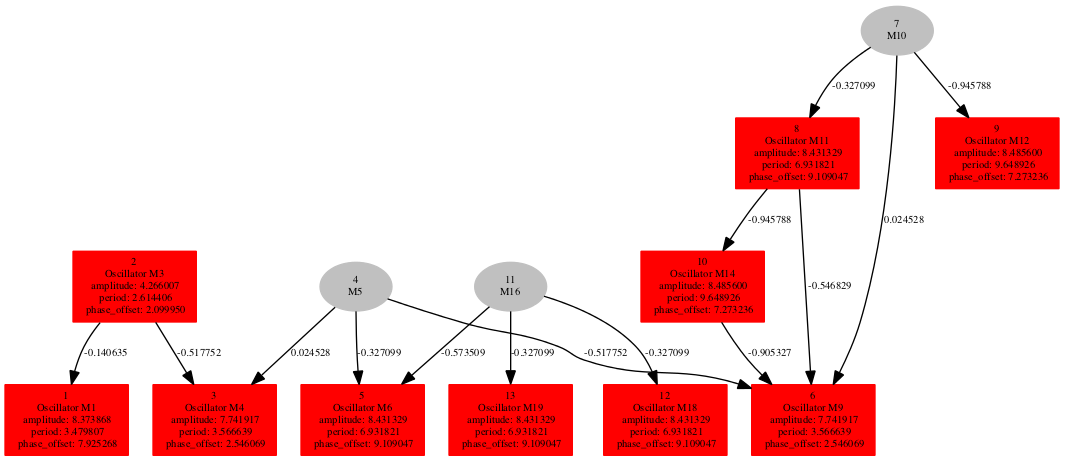 7
M10
-0.327099
-0.945788
8
Oscillator M11
amplitude: 8.431329
period: 6.931821
phase_offset: 9.109047
9
Oscillator M12
amplitude: 8.485600
period: 9.648926
phase_offset: 7.273236
-0.945788
0.024528
2
Oscillator M3
amplitude: 4.266007
period: 2.614406
phase_offset: 2.099950
4
M5
11
M16
10
Oscillator M14
amplitude: 8.485600
period: 9.648926
phase_offset: 7.273236
-0.546829
-0.140635
-0.517752
0.024528
-0.327099
-0.573509
-0.327099
-0.517752
-0.327099
-0.905327
1
Oscillator M1
amplitude: 8.373868
period: 3.479807
phase_offset: 7.925268
3
Oscillator M4
amplitude: 7.741917
period: 3.566639
phase_offset: 2.546069
5
Oscillator M6
amplitude: 8.431329
period: 6.931821
phase_offset: 9.109047
13
Oscillator M19
amplitude: 8.431329
period: 6.931821
phase_offset: 9.109047
12
Oscillator M18
amplitude: 8.431329
period: 6.931821
phase_offset: 9.109047
6
Oscillator M9
amplitude: 7.741917
period: 3.566639
phase_offset: 2.546069